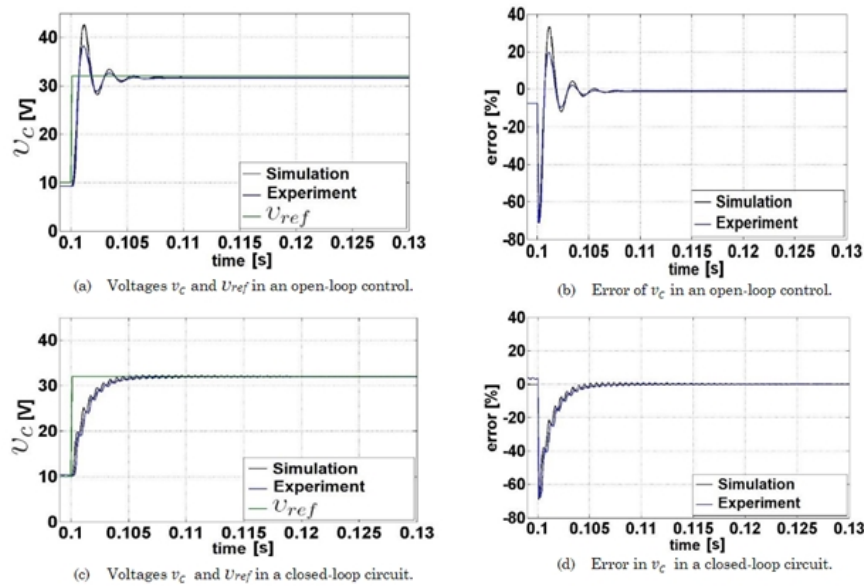 45
40
30
20
10
0
v_C [V]
Simulation
Experiment
v_ref
0.1 0.105 0.11 0.115 0.12 0.125 0.13
time [s]
(a) Voltages v_C and v_ref in an open-loop control.
40
20
0
-20
-40
-60
-80
error [%]
Simulation
Experiment
0.1 0.105 0.11 0.115 0.12 0.125 0.13
time [s]
(b) Error of v_C in an open-loop control.
45
40
30
20
10
0
v_C [V]
Simulation
Experiment
v_ref
0.1 0.105 0.11 0.115 0.12 0.125 0.13
time [s]
(c) Voltages v_C and v_ref in a closed-loop circuit.
40
20
0
-20
-40
-60
-80
error [%]
Simulation
Experiment
0.1 0.105 0.11 0.115 0.12 0.125 0.13
time [s]
(d) Error in v_C in a closed-loop circuit.